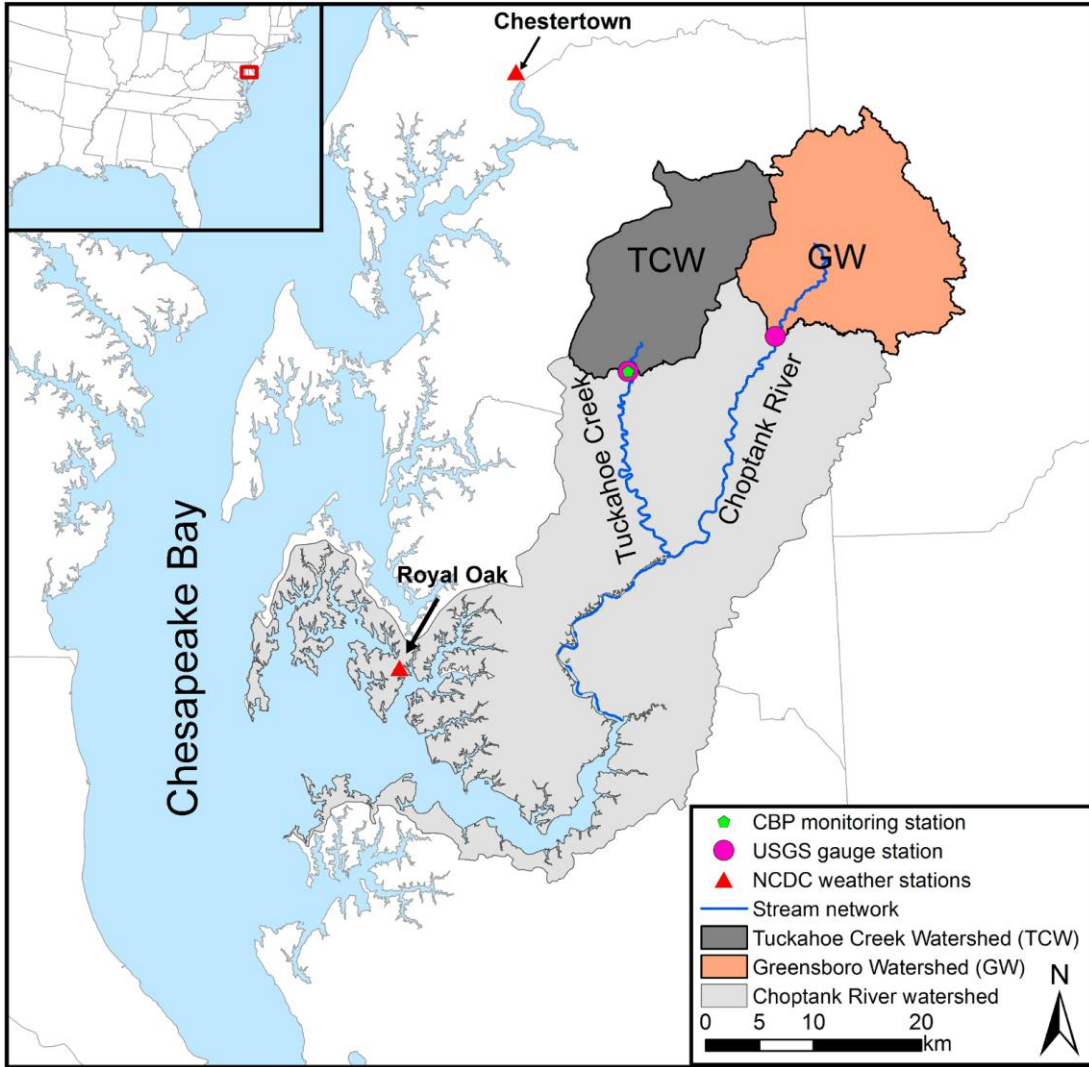 Chestertown
TCW
GW
Tuckahoe Creek
Choptank River
Chesapeake Bay
Royal Oak
CBP monitoring station
USGS gauge station
NCDC weather stations
Stream network
Tuckahoe Creek Watershed (TCW)
Greensboro Watershed (GW)
Choptank River watershed
N
0 5 10 20
km